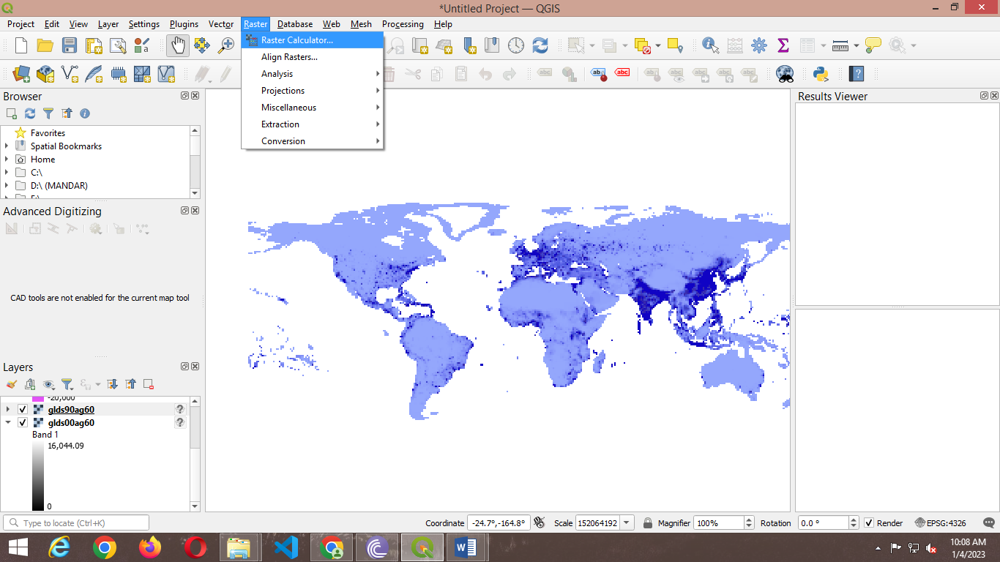 *Untitled Project — QGIS
Project Edit View Layer Settings Plugins Vector Raster Database Web Mesh Processing Help
Raster Calculator...
Align Rasters...
Analysis
Projections
Miscellaneous
Extraction
Conversion
abc ab abc
Browser
Favorites
Spatial Bookmarks
Home
C:\
D:\ (MANDAR)
Advanced Digitizing
CAD tools are not enabled for the current map tool
Layers
-20,000
glds90ag60 ?
glds00ag60 ?
Band 1
16,044.09
0
Results Viewer
Type to locate (Ctrl+K)
Coordinate -24.7°,-164.8° Scale 152064192 Magnifier 100% Rotation 0.0 ° Render EPSG:4326
10:08 AM
1/4/2023